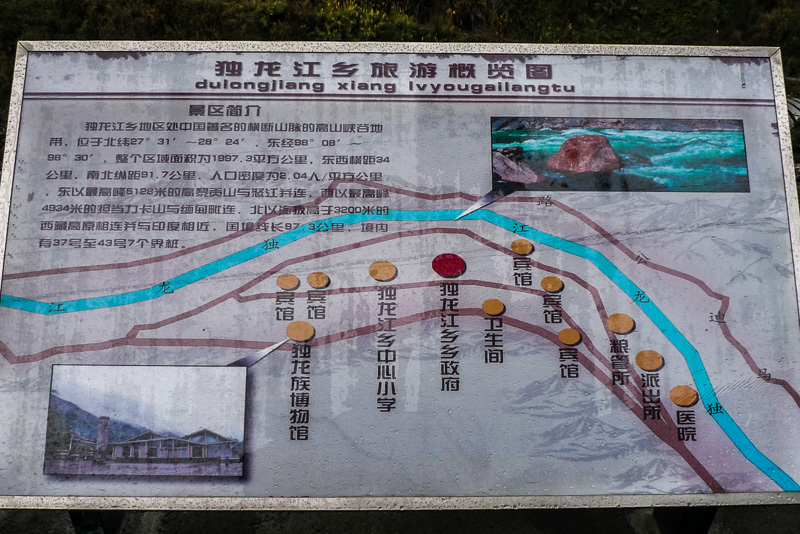 独龙江乡旅游概览图
dulongjiang xiang lvyougailangtu
景区简介
独龙江乡地区处中国著名的横断山脉的高山峡谷地
带，位于北纬27°31′～28°24′，东经98°08′～
98°30′，整个区域面积为1997.3平方公里，东西横距34
公里，南北纵距91.7公里，人口密度为2.04人/平方公里
，东以最高峰5128米的高黎贡山与怒江并连，西以最高峰
4934米的担当力卡山与缅甸毗连，北以海拔高于3200米的
西藏高原相连并与印度相近，国境线长97.3公里，境内
有37号至43号7个界桩。
江
龙
独
江
路
公
龙
迪
马
独
宾馆
宾馆
独龙族博物馆
独龙江乡中心小学
独龙江乡乡政府
卫生间
宾馆
宾馆
宾馆
粮管所
派出所
医院